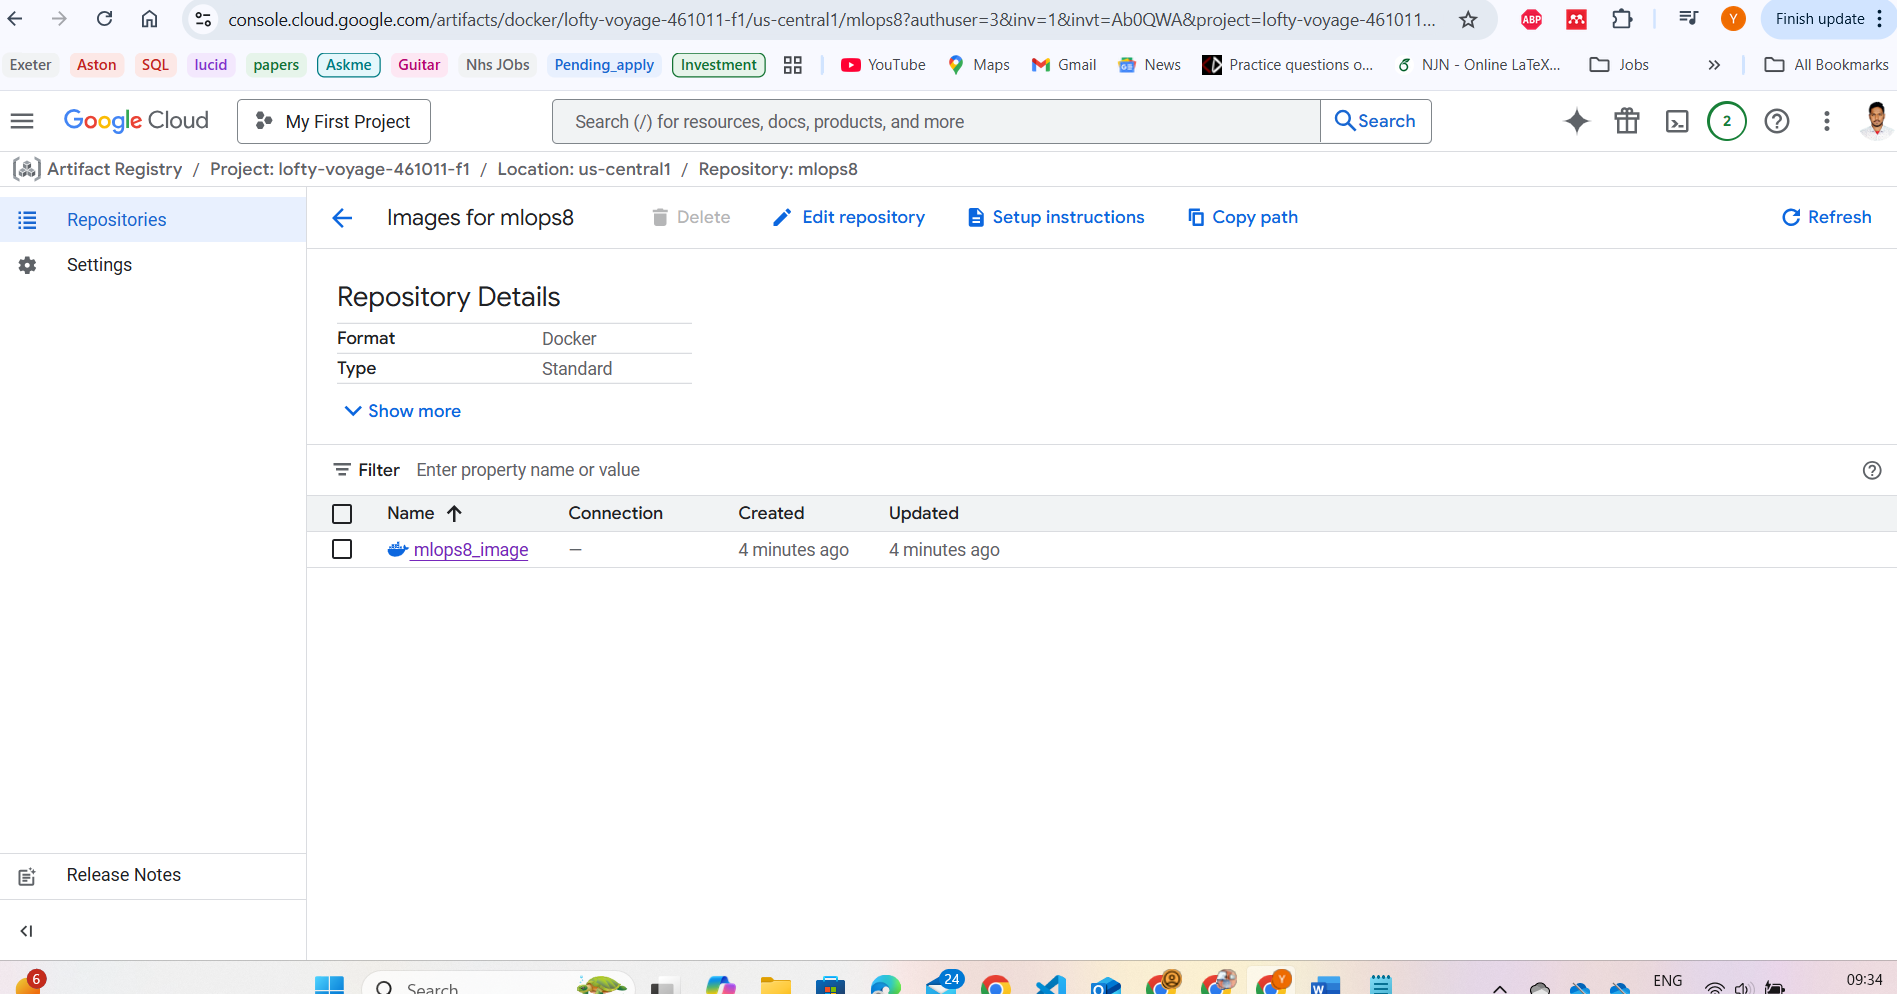 console.cloud.google.com/artifacts/docker/lofty-voyage-461011-f1/us-central1/mlops8?authuser=3&inv=1&invt=Ab0QWA&project=lofty-voyage-461011... ABP Y Finish update
Exeter Aston SQL lucid papers Askme Guitar Nhs JObs Pending_apply Investment YouTube Maps Gmail News Practice questions o... NJN - Online LaTeX... Jobs » All Bookmarks
Google Cloud My First Project Search (/) for resources, docs, products, and more Search 2
Artifact Registry / Project: lofty-voyage-461011-f1 / Location: us-central1 / Repository: mlops8
Repositories
Settings
Images for mlops8 Delete Edit repository Setup instructions Copy path Refresh
Repository Details
Format Docker
Type Standard
Show more
Filter Enter property name or value
Name Connection Created Updated
mlops8_image – 4 minutes ago 4 minutes ago
Release Notes
6 Search 24 Y ENG 09:34